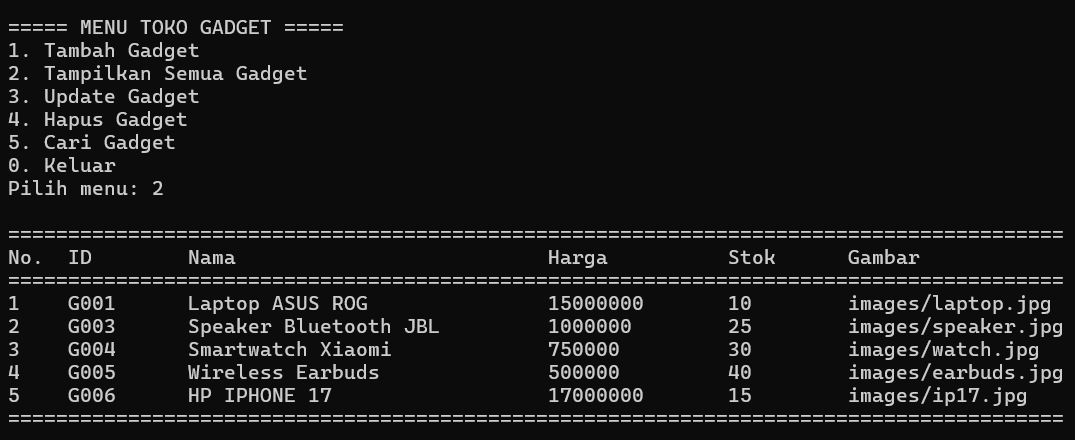 ===== MENU TOKO GADGET =====
1. Tambah Gadget
2. Tampilkan Semua Gadget
3. Update Gadget
4. Hapus Gadget
5. Cari Gadget
0. Keluar
Pilih menu: 2
========================================================================================
No.  ID        Nama                          Harga          Stok      Gambar
========================================================================================
1    G001      Laptop ASUS ROG               15000000       10        images/laptop.jpg
2    G003      Speaker Bluetooth JBL         1000000        25        images/speaker.jpg
3    G004      Smartwatch Xiaomi             750000         30        images/watch.jpg
4    G005      Wireless Earbuds              500000         40        images/earbuds.jpg
5    G006      HP IPHONE 17                  17000000       15        images/ip17.jpg
========================================================================================